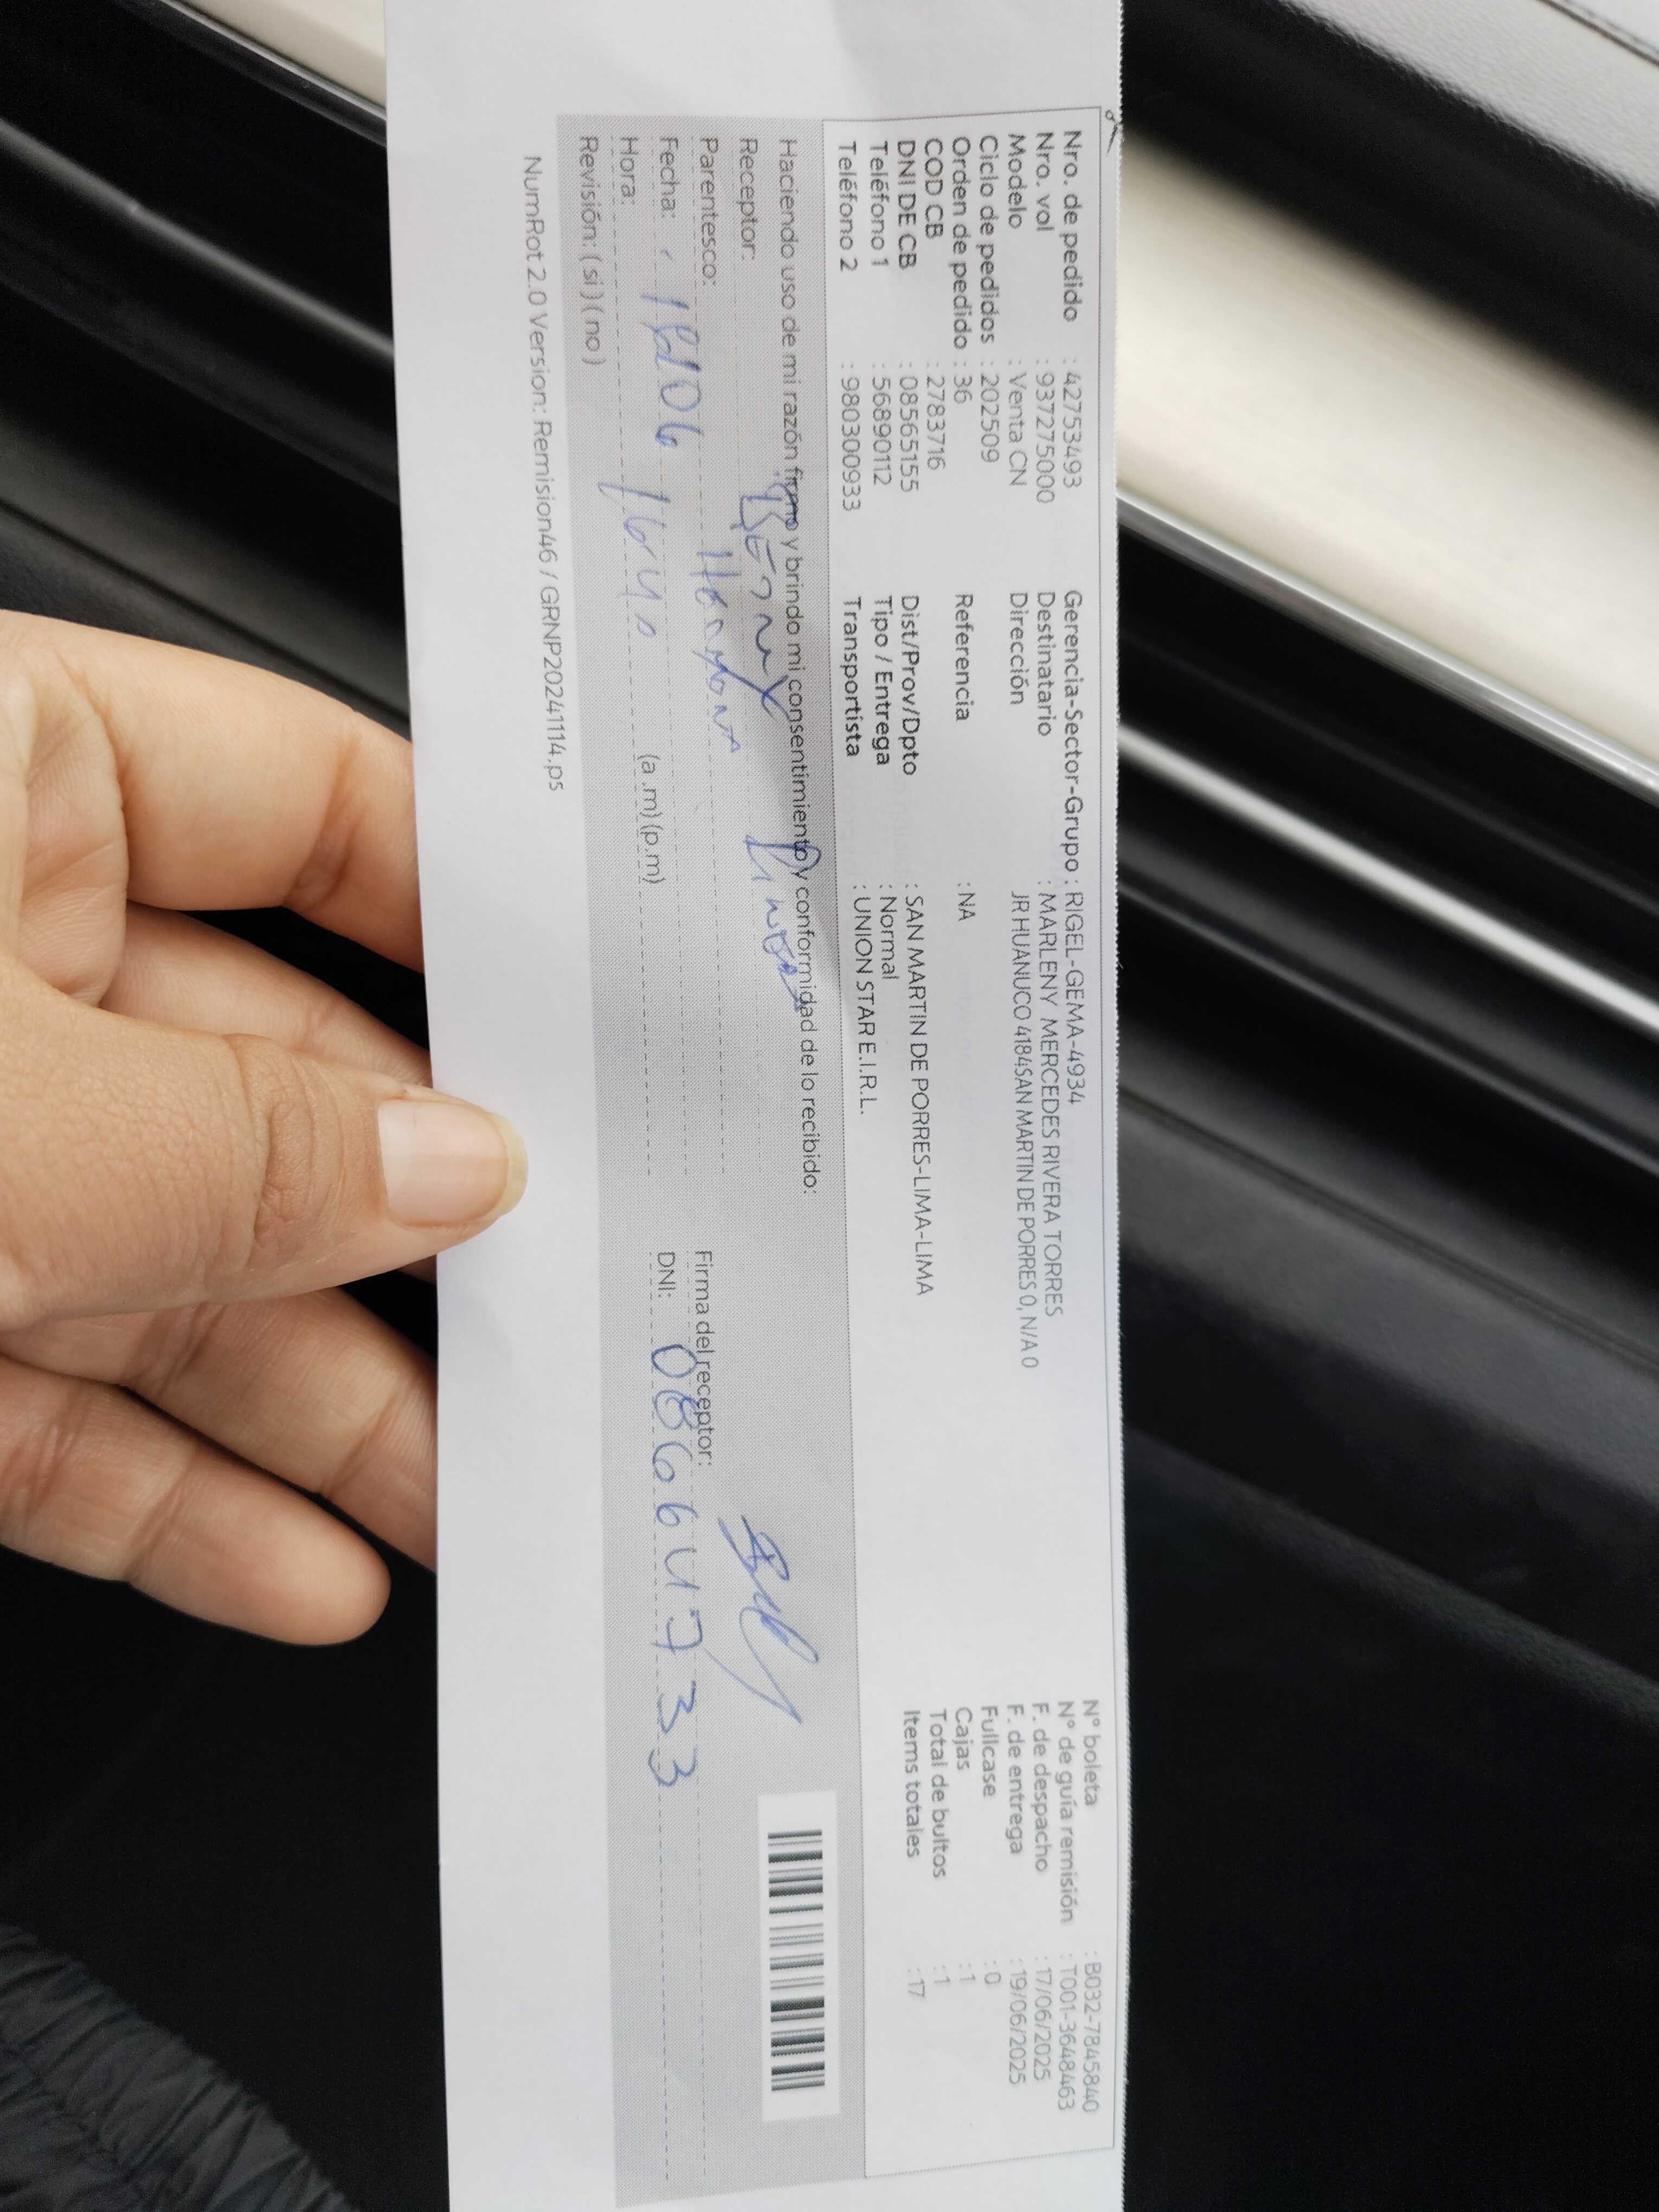 Nro. de pedido : 427534493
Nro. vol : 937275000
Modelo : Venta CN
Ciclo de pedidos : 202509
Orden de pedido : 36
COD CB : 2783716
DNI DE CB : 08565155
Teléfono 1 : 56890112
Teléfono 2 : 980300933
Gerencia-Sector-Grupo : RIGEL-GEMA-4934
Destinatario : MARLENY MERCEDES RIVERA TORRES
Dirección JR HUANUCO 4184SAN MARTIN DE PORRES 0, N/A 0
Referencia : NA
Dist/Prov/Dpto : SAN MARTIN DE PORRES-LIMA-LIMA
Tipo / Entrega : Normal
Transportista : UNION STAR E.I.R.L.
N° boleta : B032-7845840
N° de guía remisión : T001-3648463
F. de despacho : 17/06/2025
F. de entrega : 19/06/2025
Fullcase : 0
Cajas : 1
Total de bultos : 1
Items totales : 17
Haciendo uso de mi razón firmo y brindo mi consentimiento y conformidad de lo recibido:
Receptor:
Parentesco:
Fecha: 18/06
Hora: 1640 (a.m) (p.m)
Revisión: ( si ) ( no )
Firma del receptor:
DNI: 08664733
NumRot 2.0 Version: Remision46 / GRNP20241114.ps